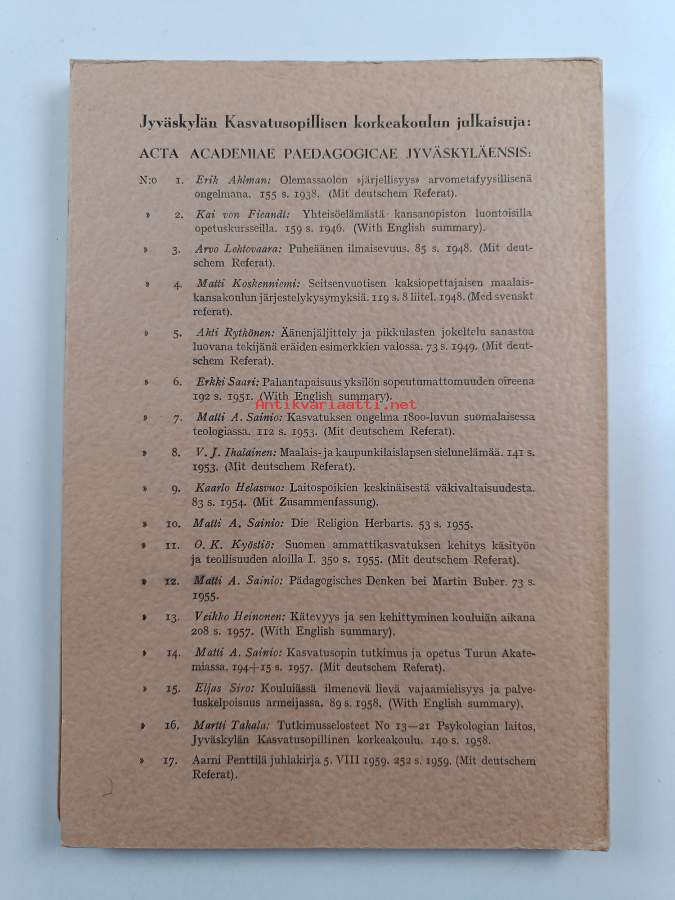 Jyväskylän Kasvatusopillisen korkeakoulun julkaisuja:
ACTA ACADEMIAE PAEDAGOGICAE JYVÄSKYLÄENSIS:
N:o 1. Erik Ahlman: Olemassaolon »järjellisyys» arvometafyysillisenä
ongelmana. 155 s. 1938. (Mit deutschem Referat).
» 2. Kai von Fieandt: Yhteisöelämästä kansanopiston luontoisilla
opetuskursseilla. 159 s. 1946. (With English summary).
» 3. Arvo Lehtovaara: Puheäänen ilmaisevuus. 85 s. 1948. (Mit deut-
schem Referat).
» 4. Matti Koskenniemi: Seitsenvuotisen kaksiopettajaisen maalais-
kansakoulun järjestelykysymyksiä. 119 s. 8 liitel. 1948. (Med svenskt
referat).
» 5. Ahti Rytkönen: Äänenjäljittely ja pikkulasten jokeltelu sanastoa
luovana tekijänä eräiden esimerkkien valossa. 73 s. 1949. (Mit deut-
schem Referat).
» 6. Erkki Saari: Pahantapaisuus yksilön sopeutumattomuuden oireena
192 s. 1951. (With English summary).
Antikvariaatti.net
» 7. Matti A. Sainio: Kasvatuksen ongelma 1800-luvun suomalaisessa
teologiassa. 112 s. 1953. (Mit deutschem Referat).
» 8. V. J. Ihalainen: Maalais- ja kaupunkilaislapsen sielunelämää. 141 s.
1953. (Mit deutschem Referat).
» 9. Kaarlo Helasvuo: Laitospoikien keskinäisestä väkivaltaisuudesta.
83 s. 1954. (Mit Zusammenfassung).
» 10. Matti A. Sainio: Die Religion Herbarts. 53 s. 1955.
» 11. O. K. Kyöstiö: Suomen ammattikasvatuksen kehitys käsityön
ja teollisuuden aloilla I. 350 s. 1955. (Mit deutschem Referat).
» 12. Matti A. Sainio: Pädagogisches Denken bei Martin Buber. 73 s.
1955.
» 13. Veikko Heinonen: Kätevyys ja sen kehittyminen kouluiän aikana
208 s. 1957. (With English summary).
» 14. Matti A. Sainio: Kasvatusopin tutkimus ja opetus Turun Akate-
miassa. 194+15 s. 1957. (Mit deutschem Referat).
» 15. Eljas Siro: Kouluiässä ilmenevä lievä vajaamielisyys ja palve-
luskelpoisuus armeijassa. 89 s. 1958. (With English summary).
» 16. Martti Takala: Tutkimusselosteet No 13—21 Psykologian laitos,
Jyväskylän Kasvatusopillinen korkeakoulu. 140 s. 1958.
» 17. Aarni Penttilä juhlakirja 5. VIII 1959. 252 s. 1959. (Mit deutschem
Referat).